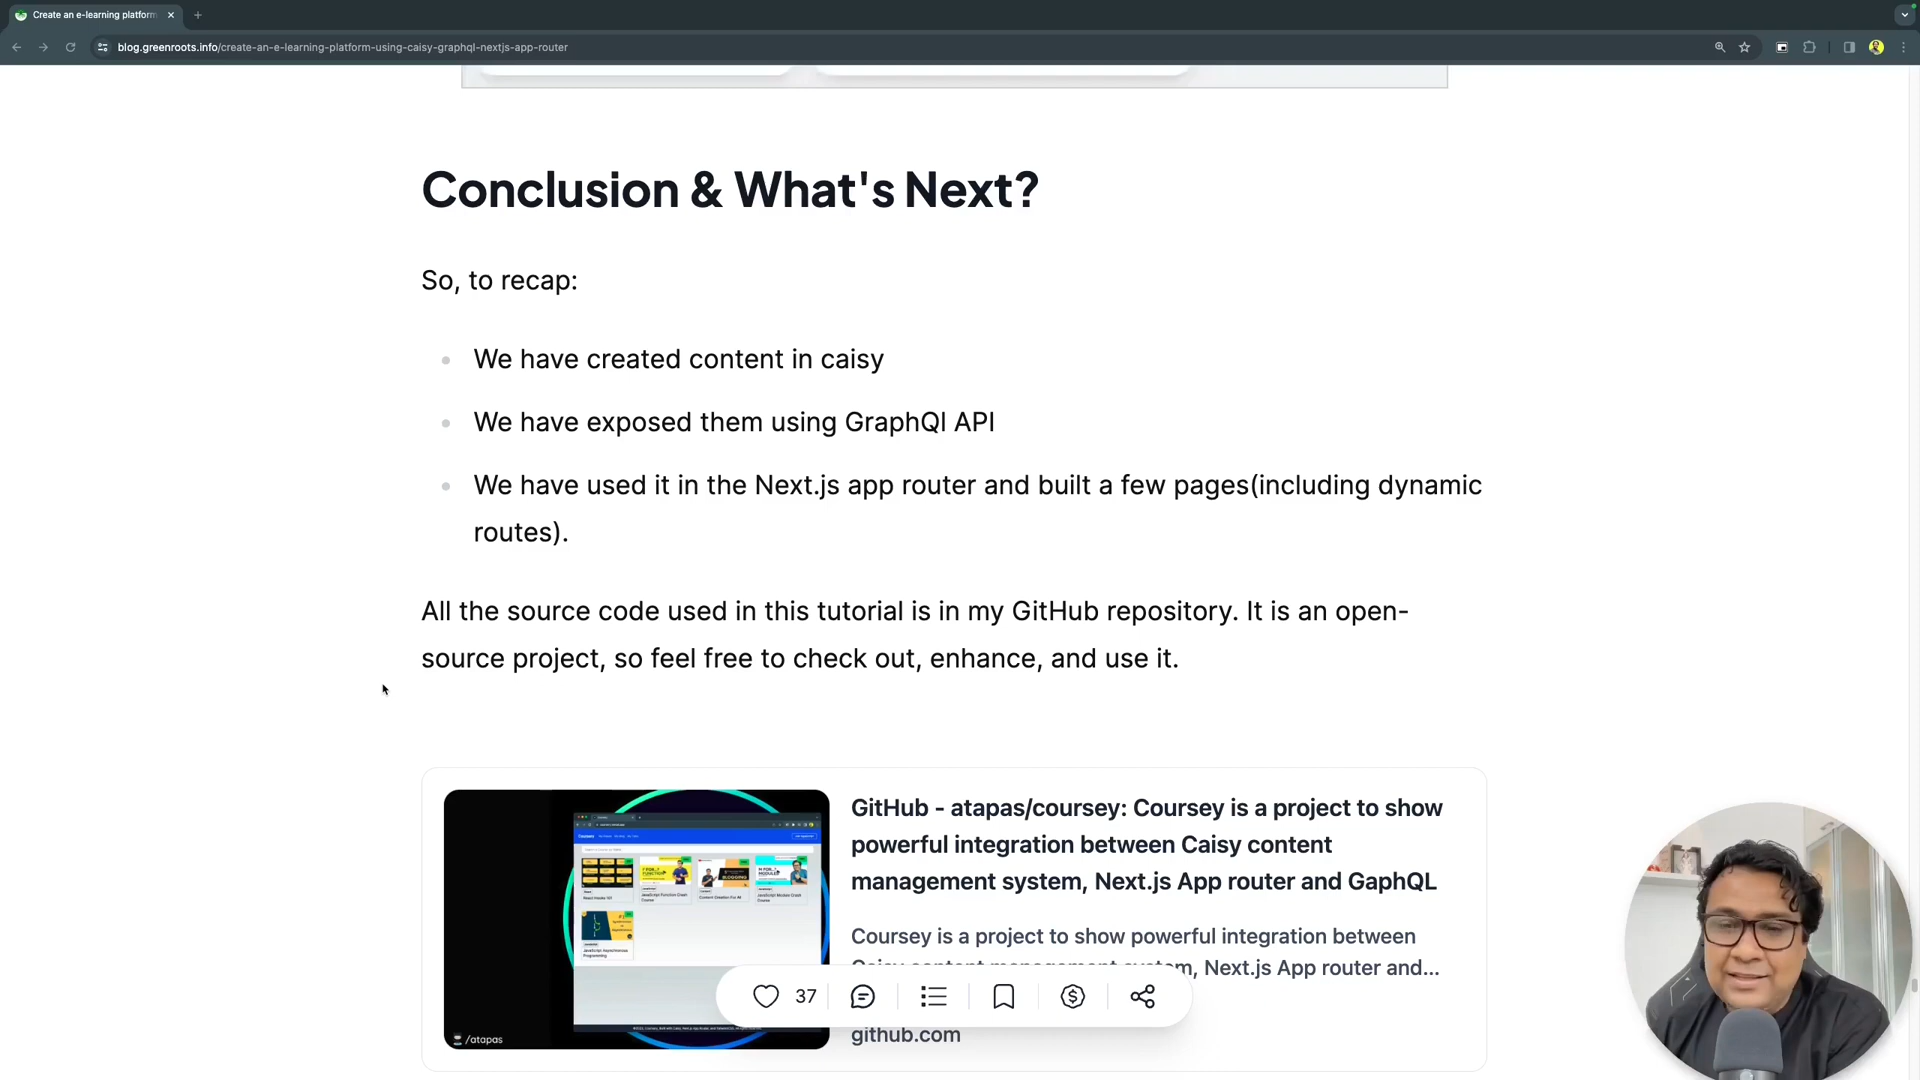 Create an e-learning platform
blog.greenroots.info/create-an-e-learning-platform-using-caisy-graphql-nextjs-app-router
Conclusion & What's Next?
So, to recap:
We have created content in caisy
We have exposed them using GraphQl API
We have used it in the Next.js app router and built a few pages(including dynamic
routes).
All the source code used in this tutorial is in my GitHub repository. It is an open-
source project, so feel free to check out, enhance, and use it.
GitHub - atapas/coursey: Coursey is a project to show
powerful integration between Caisy content
management system, Next.js App router and GaphQL
Coursey is a project to show powerful integration between
Caisy content management system, Next.js App router and...
37
github.com
/atapas